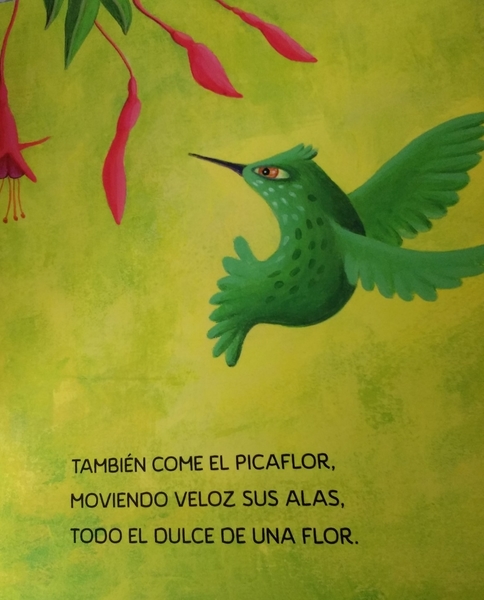 TAMBIÉN COME EL PICAFLOR,
MOVIENDO VELOZ SUS ALAS,
TODO EL DULCE DE UNA FLOR.